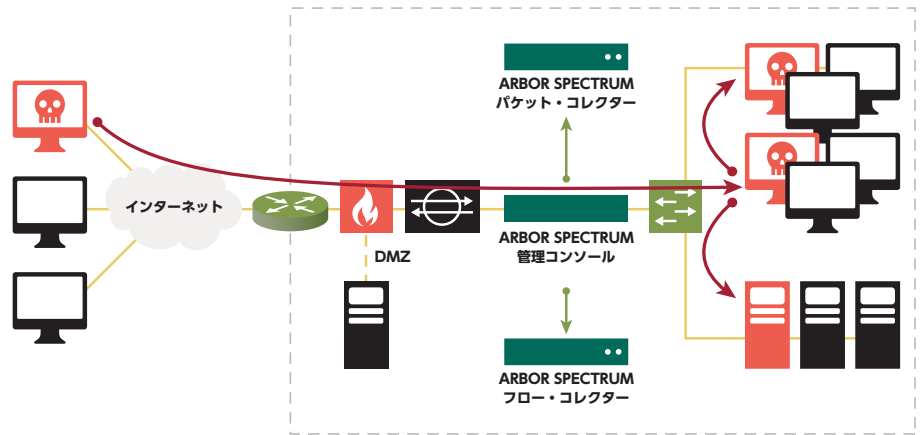 ARBOR SPECTRUM
パケット・コレクター
インターネット
ARBOR SPECTRUM
管理コンソール
DMZ
ARBOR SPECTRUM
フロー・コレクター